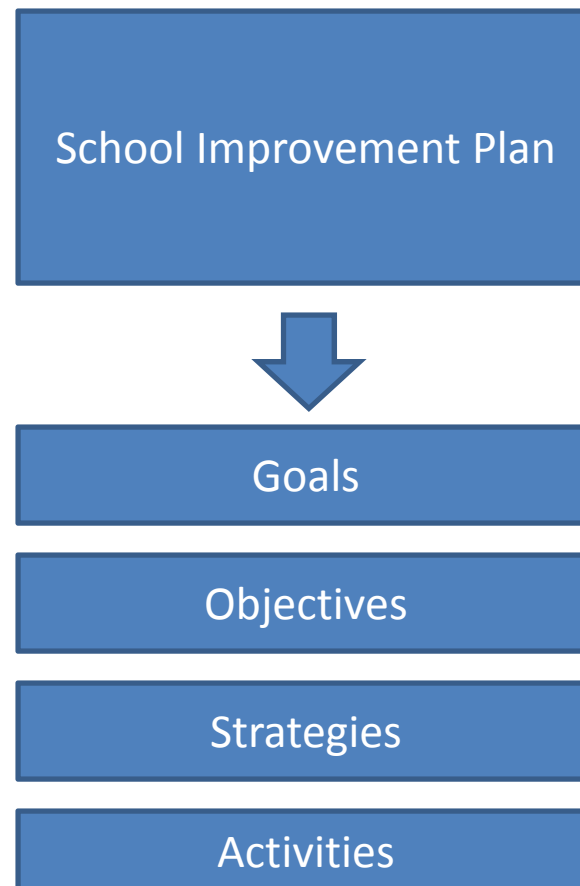 School Improvement Plan
Goals
Objectives
Strategies
Activities